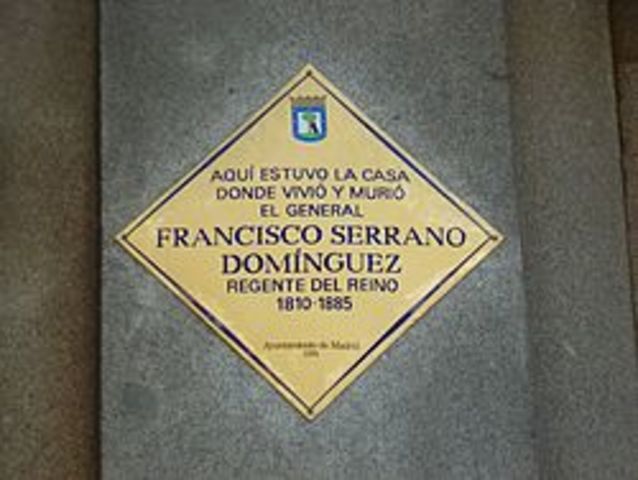 AQUÍ ESTUVO LA CASA
DONDE VIVIÓ Y MURIÓ
EL GENERAL
FRANCISCO SERRANO
DOMÍNGUEZ
REGENTE DEL REINO
1810-1885
Ayuntamiento de Madrid